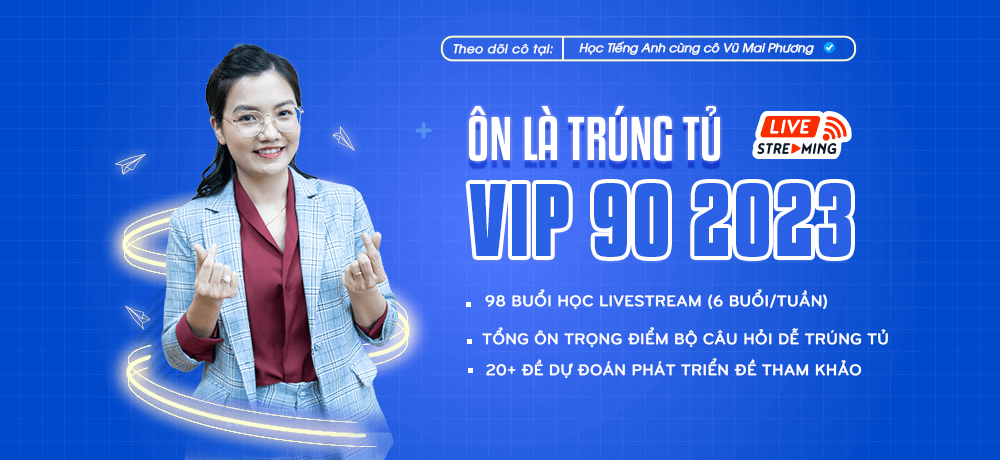 Theo dõi cô tại: Học Tiếng Anh cùng cô Vũ Mai Phương
ÔN LÀ TRÚNG TỦ
LIVE
STREMING
VIP 90 2023
98 BUỔI HỌC LIVESTREAM (6 BUỔI/TUẦN)
TỔNG ÔN TRỌNG ĐIỂM BỘ CÂU HỎI DỄ TRÚNG TỦ
20+ ĐỀ DỰ ĐOÁN PHÁT TRIỂN ĐỀ THAM KHẢO